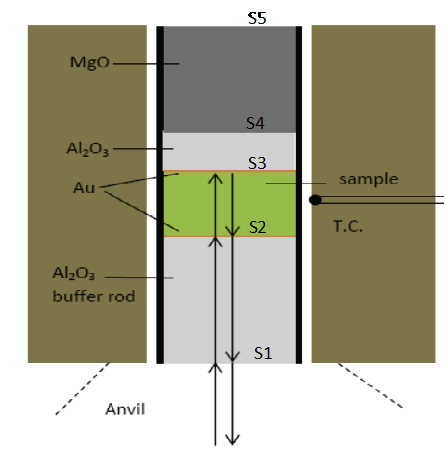 S5
MgO
S4
Al₂O₃
S3
Au
sample
S2
T.C.
Al₂O₃
buffer rod
S1
Anvil